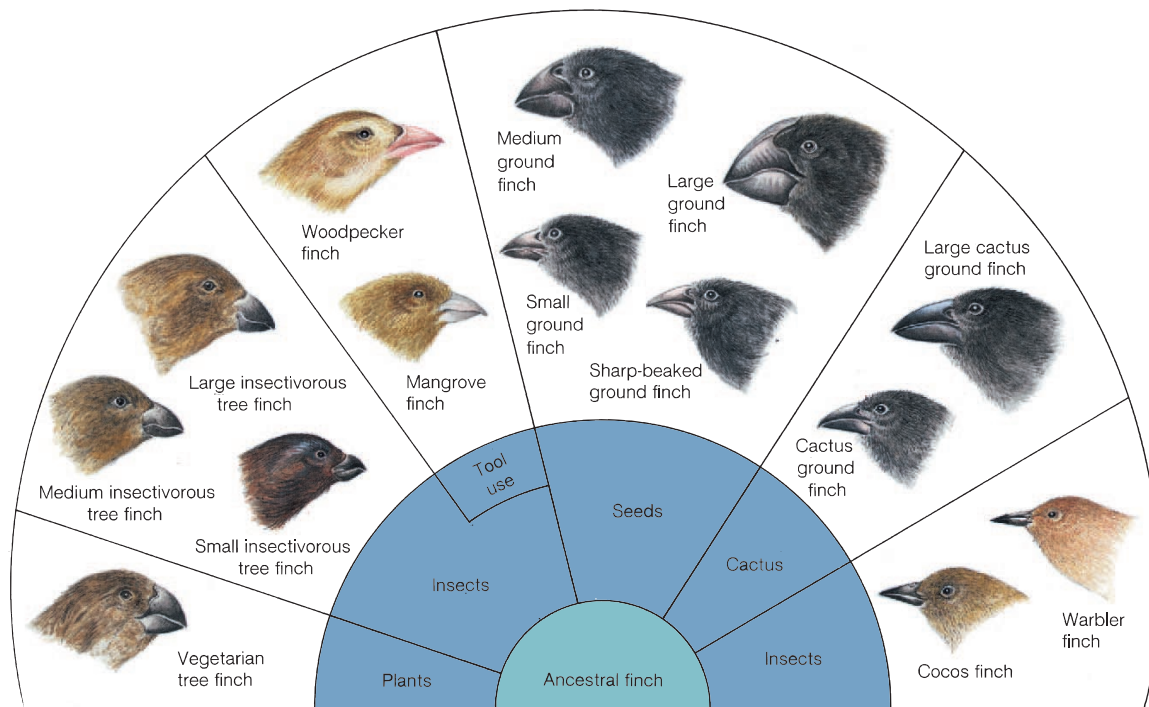 Medium
ground
finch
Large
ground
finch
Woodpecker
finch
Large cactus
ground finch
Small
ground
finch
Sharp-beaked
ground finch
Mangrove
finch
Large insectivorous
tree finch
Cactus
ground
finch
Medium insectivorous
tree finch
Small insectivorous
tree finch
Vegetarian
tree finch
Warbler
finch
Cocos finch
Tool
use
Seeds
Insects
Cactus
Plants
Ancestral finch
Insects